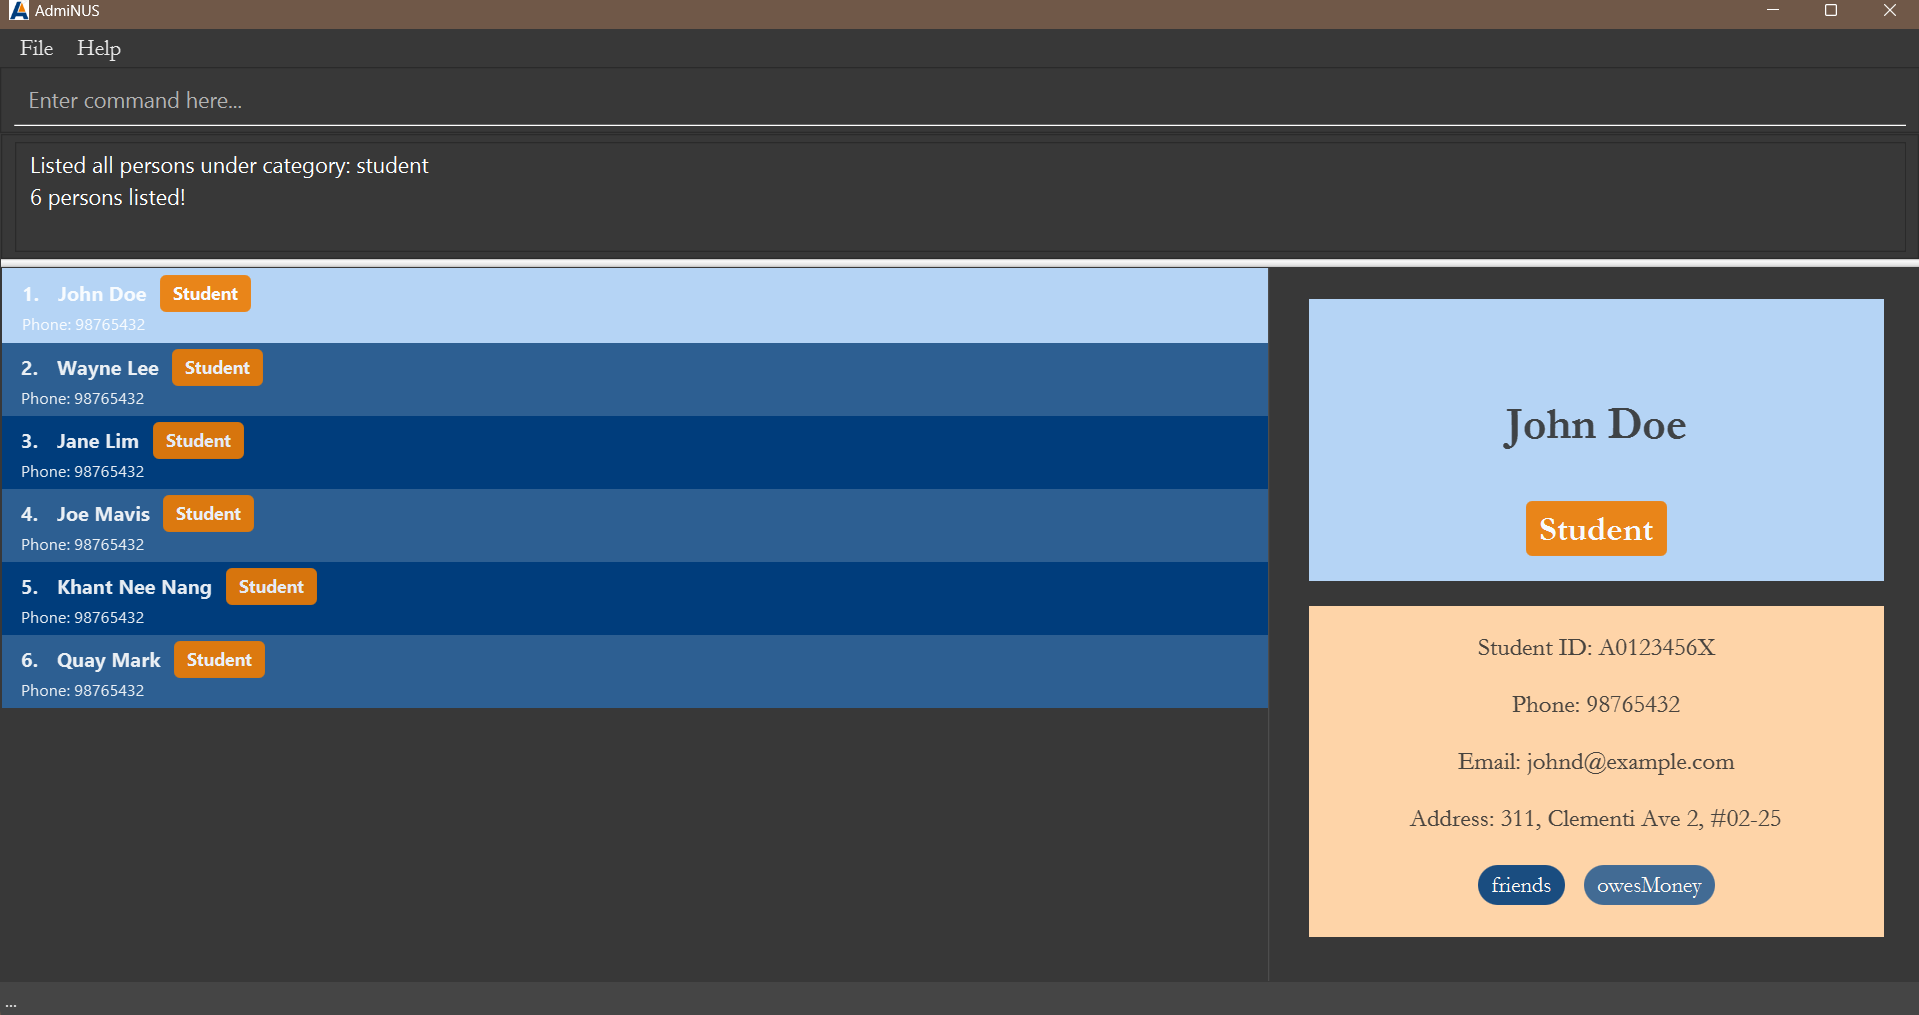 AdmiNUS
File Help
Enter command here...
Listed all persons under category: student
6 persons listed!
1. John Doe Student
Phone: 98765432
2. Wayne Lee Student
Phone: 98765432
3. Jane Lim Student
Phone: 98765432
4. Joe Mavis Student
Phone: 98765432
5. Khant Nee Nang Student
Phone: 98765432
6. Quay Mark Student
Phone: 98765432
John Doe
Student
Student ID: A0123456X
Phone: 98765432
Email: johnd@example.com
Address: 311, Clementi Ave 2, #02-25
friends owesMoney
...